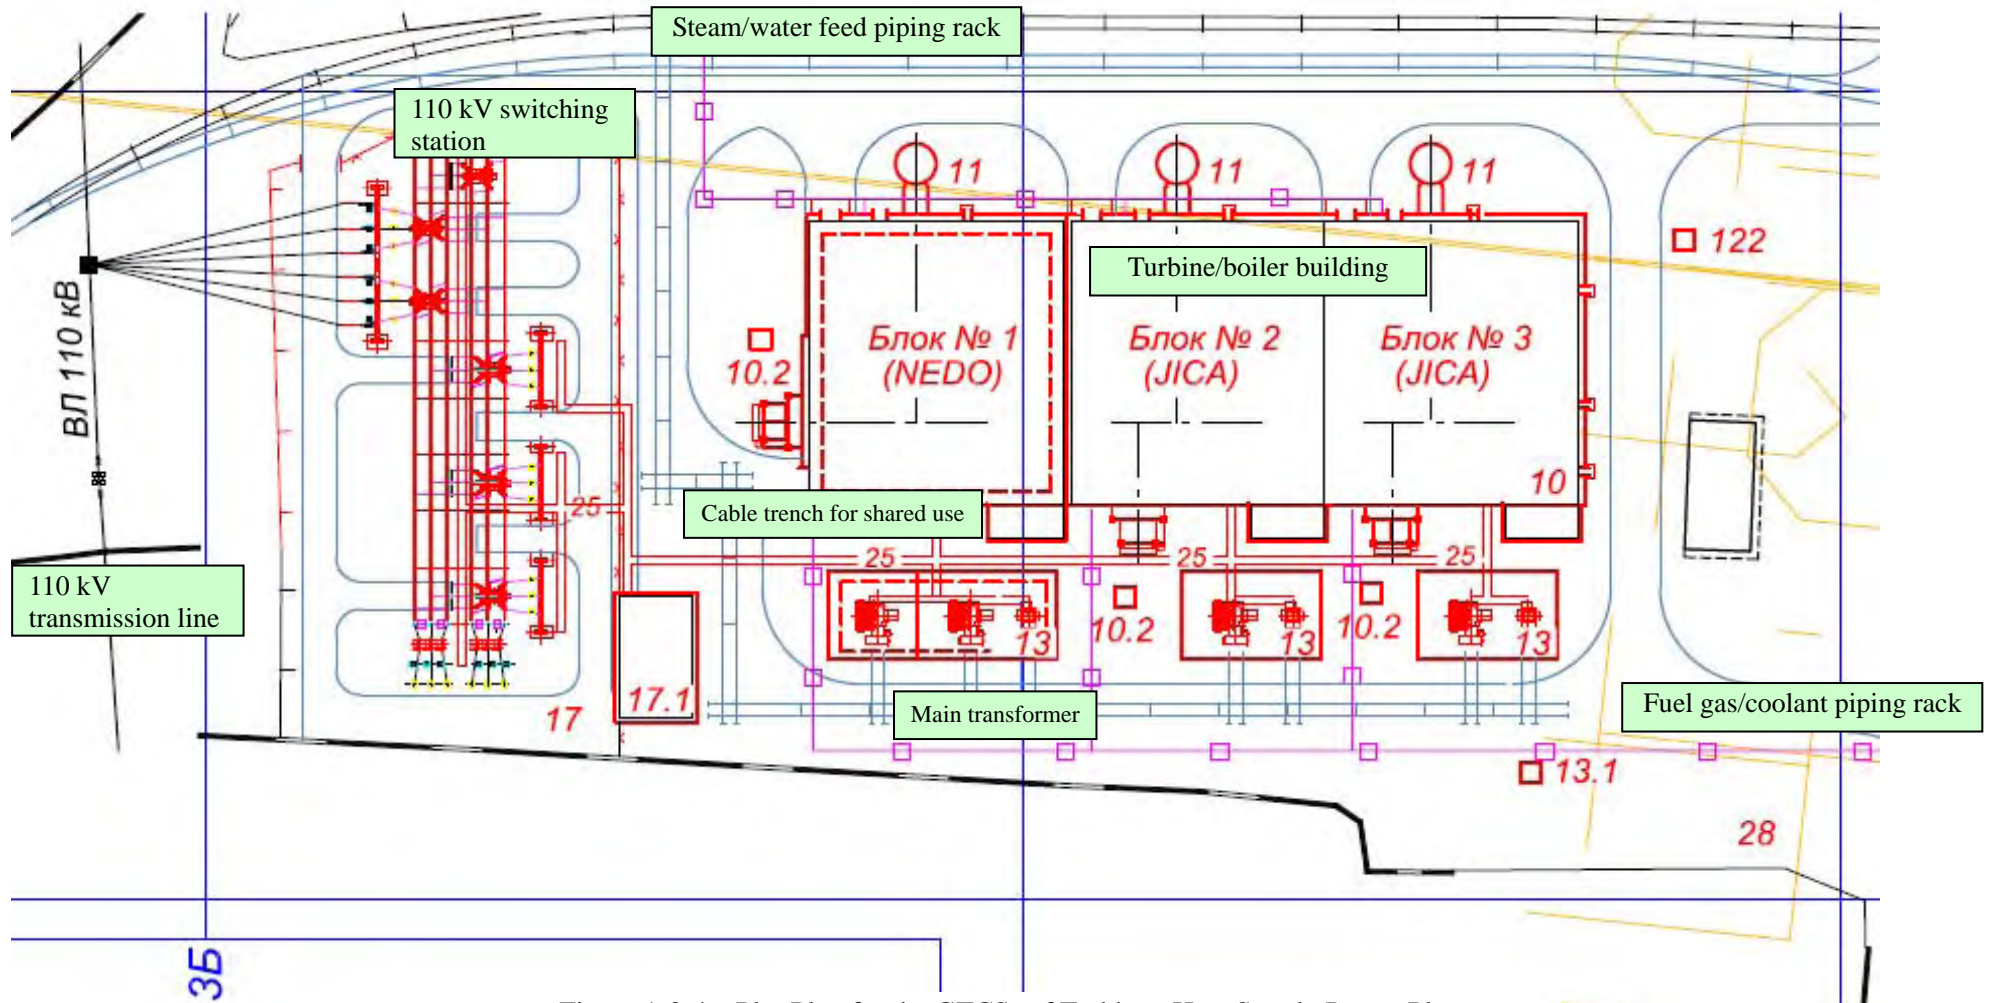 Steam/water feed piping rack
110 kV switching
station
11
11
11
122
Turbine/boiler building
ВЛ 110 кВ
Блок № 1
(NEDO)
Блок № 2
(JICA)
Блок № 3
(JICA)
10.2
10
25
Cable trench for shared use
25
25
25
110 kV
transmission line
13
10.2
13
10.2
13
17.1
17
Main transformer
Fuel gas/coolant piping rack
13.1
28
3Б